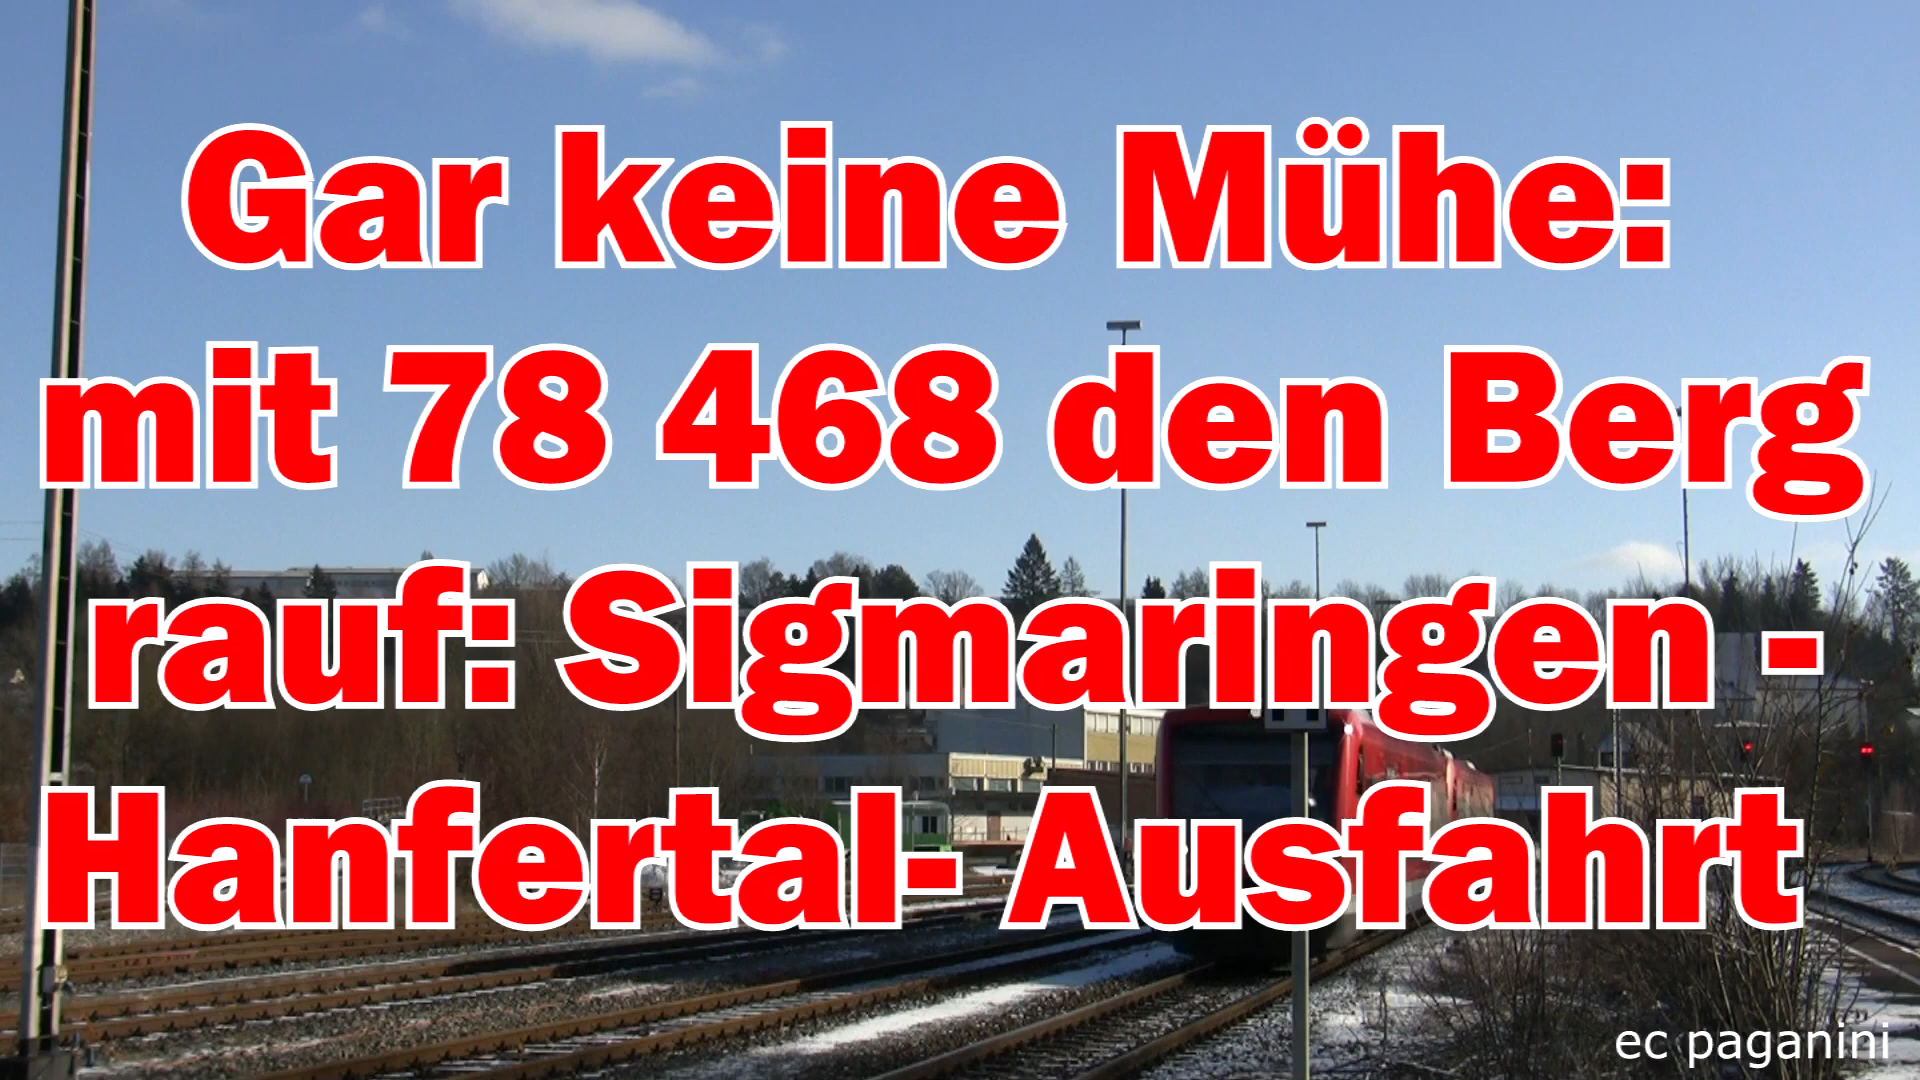 Gar keine Mühe:
mit 78 468 den Berg
rauf: Sigmaringen -
Hanfertal- Ausfahrt
ec paganini